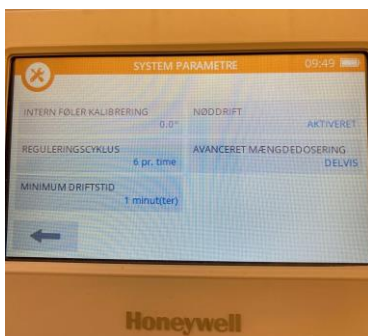 SYSTEM PARAMETRE
09:49
INTERN FØLER KALIBRERING
0.0°
NØDDRIFT
AKTIVERET
REGULERINGSCYKLUS
6 pr. time
AVANCERET MÆNGDEDOSERING
DELVIS
MINIMUM DRIFTSTID
1 minut(ter)
Honeywell